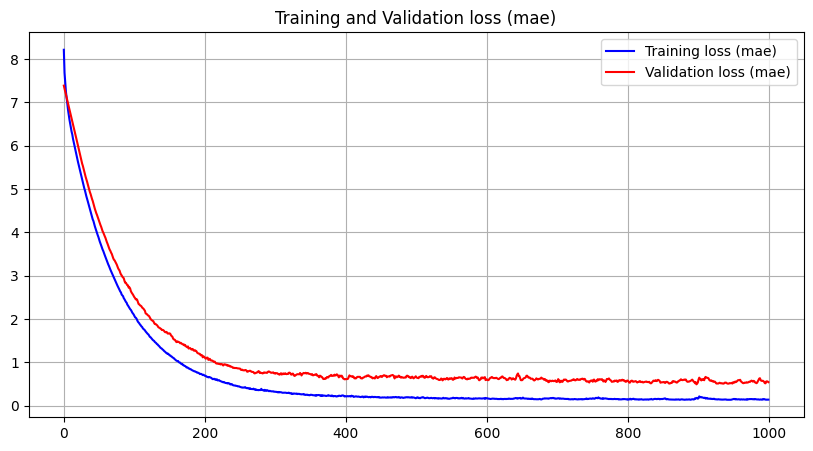 Training and Validation loss (mae)
Training loss (mae)
Validation loss (mae)
8
7
6
5
4
3
2
1
0
0 200 400 600 800 1000